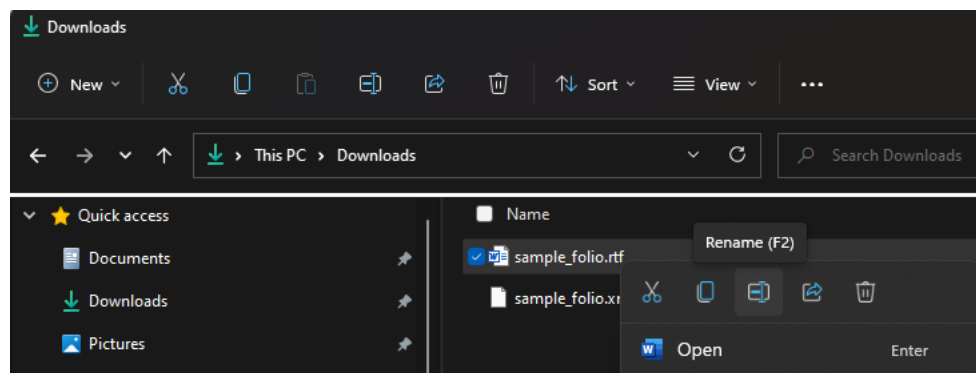 Downloads
New
Sort
View
This PC > Downloads
Search Downloads
Quick access
Documents
Downloads
Pictures
Name
Rename (F2)
sample_folio.rtf
Open Enter